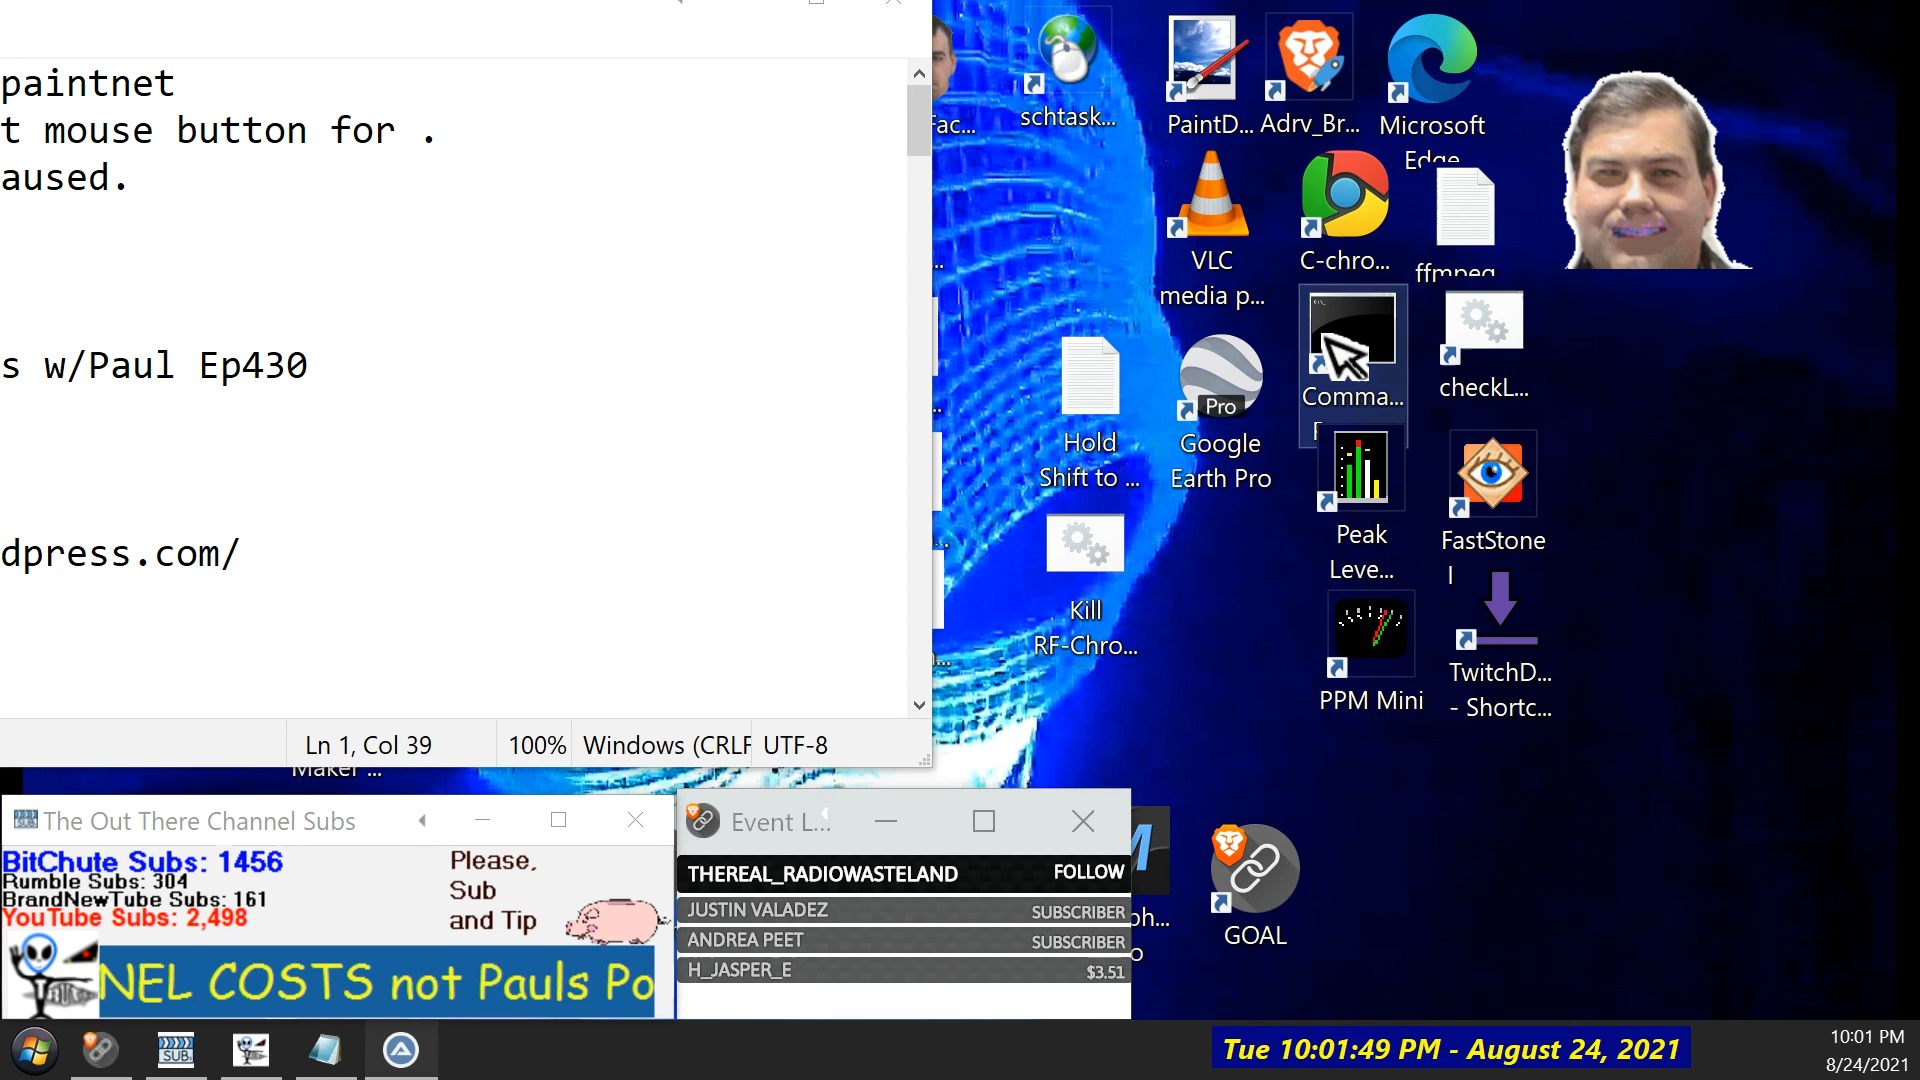 paintnet
t mouse button for .
aused.
s w/Paul Ep430
dpress.com/
Ln 1, Col 39
100%
Windows (CRLF
UTF-8
Maker ...
Fac...
schtask...
PaintD...
Adrv_Br...
Microsoft
Edge
VLC
media p...
C-chro...
ffmpeg
Comma...
checkL...
Hold
Shift to ...
Pro
Google
Earth Pro
Peak
Leve...
FastStone
I
Kill
RF-Chro...
PPM Mini
TwitchD...
- Shortc...
GOAL
The Out There Channel Subs
BitChute Subs: 1456
Rumble Subs: 304
BrandNewTube Subs: 161
YouTube Subs: 2,498
Please,
Sub
and Tip
NEL COSTS not Pauls Po
Event L...
THEREAL_RADIOWASTELAND FOLLOW
JUSTIN VALADEZ SUBSCRIBER
ANDREA PEET SUBSCRIBER
H_JASPER_E $3.51
SUB
Tue 10:01:49 PM - August 24, 2021
10:01 PM
8/24/2021